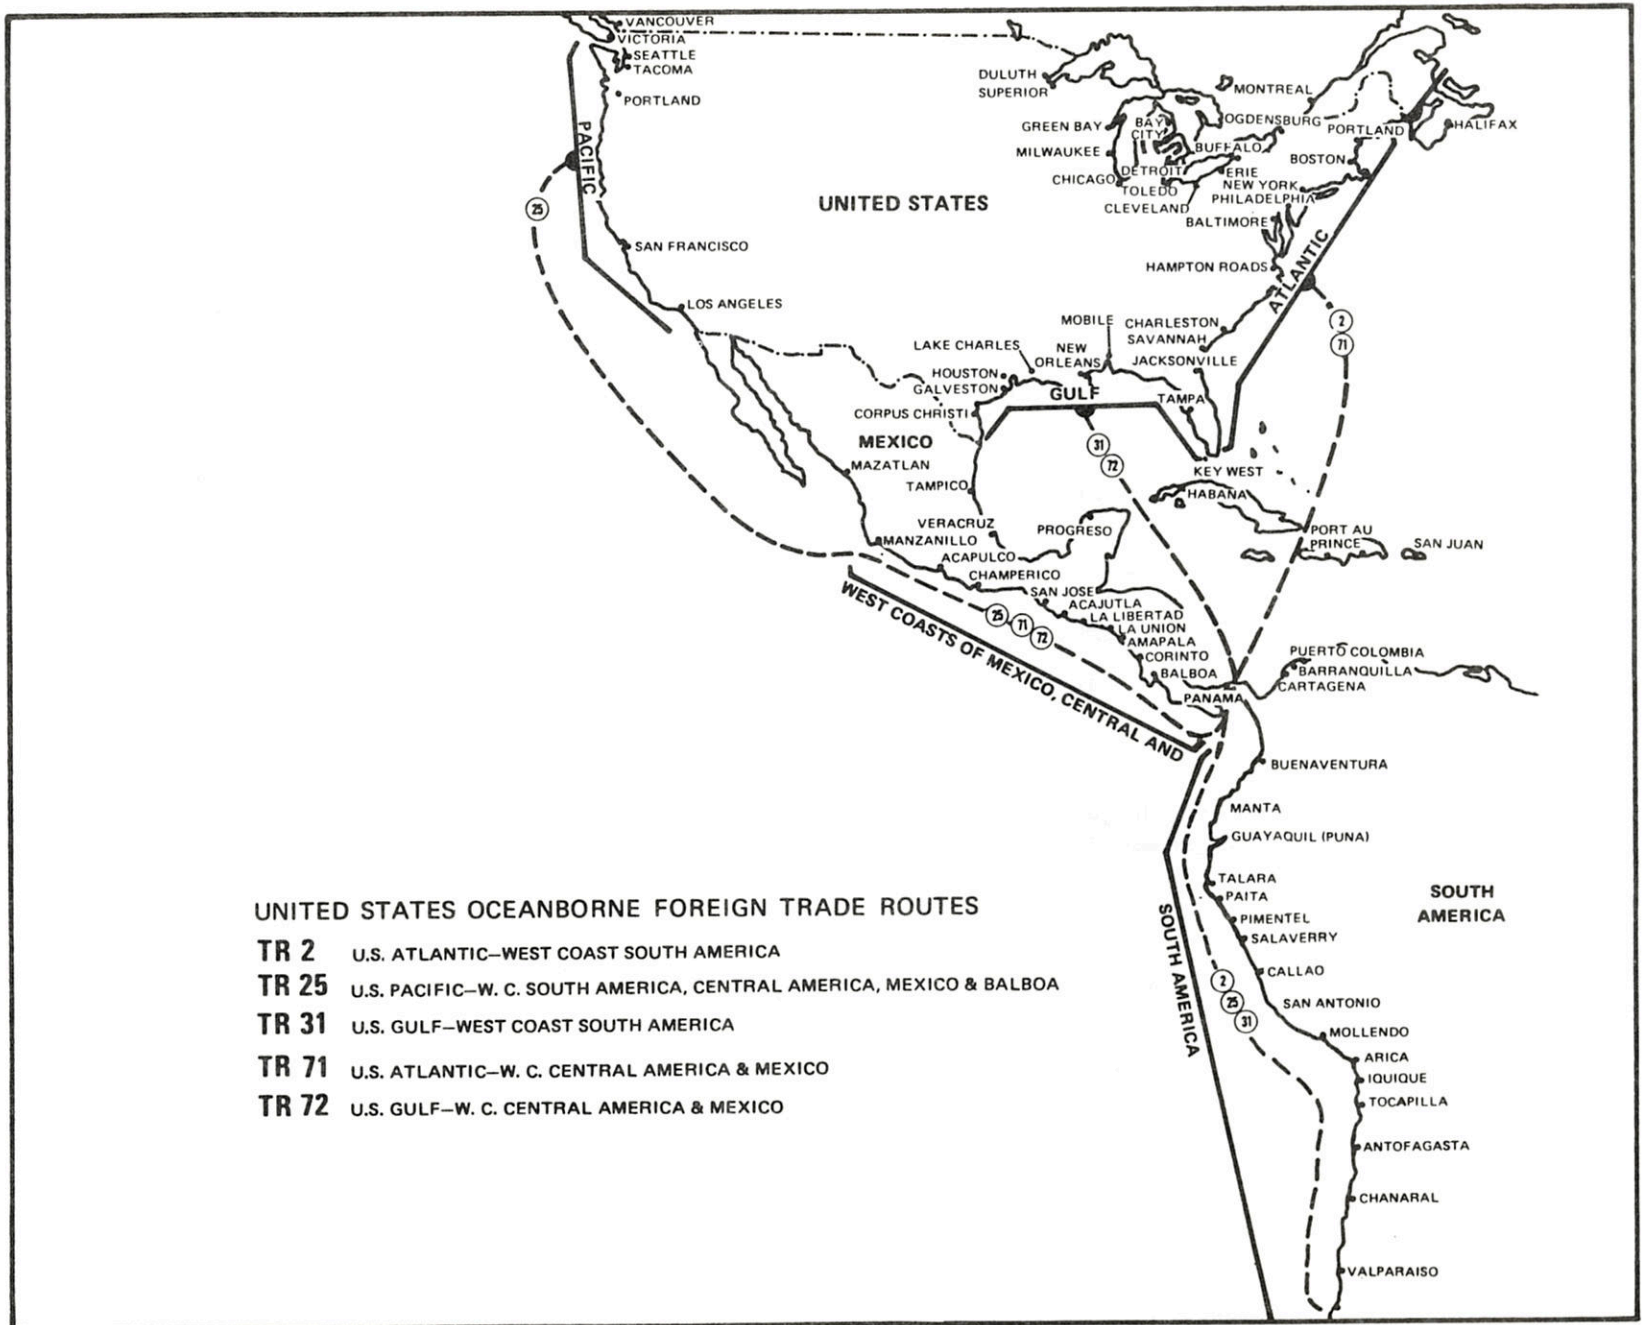 VANCOUVER
VICTORIA
SEATTLE
TACOMA
PORTLAND
PACIFIC
25
SAN FRANCISCO
LOS ANGELES
UNITED STATES
DULUTH
SUPERIOR
GREEN BAY
MILWAUKEE
CHICAGO
BAY
CITY
DETROIT
TOLEDO
CLEVELAND
MONTREAL
OGDENSBURG
BUFFALO
ERIE
PORTLAND
HALIFAX
BOSTON
NEW YORK
PHILADELPHIA
BALTIMORE
HAMPTON ROADS
ATLANTIC
2
71
MOBILE
CHARLESTON
SAVANNAH
LAKE CHARLES
NEW
ORLEANS
JACKSONVILLE
HOUSTON
GALVESTON
GULF
TAMPA
CORPUS CHRISTI
MEXICO
31
72
MAZATLAN
KEY WEST
TAMPICO
HABANA
VERACRUZ
PROGRESO
PORT AU
PRINCE
SAN JUAN
MANZANILLO
ACAPULCO
CHAMPERICO
SAN JOSE
ACAJUTLA
LA LIBERTAD
LA UNION
AMAPALA
CORINTO
BALBOA
PANAMA
25
71
72
WEST COASTS OF MEXICO, CENTRAL AND
PUERTO COLOMBIA
BARRANQUILLA
CARTAGENA
BUENAVENTURA
MANTA
GUAYAQUIL (PUNA)
TALARA
PAITA
PIMENTEL
SALAVERRY
CALLAO
SAN ANTONIO
MOLLENDO
ARICA
IQUIQUE
TOCAPILLA
ANTOFAGASTA
CHANARAL
VALPARAISO
SOUTH
AMERICA
SOUTH AMERICA
2
25
31
UNITED STATES OCEANBORNE FOREIGN TRADE ROUTES
TR 2 U.S. ATLANTIC–WEST COAST SOUTH AMERICA
TR 25 U.S. PACIFIC–W. C. SOUTH AMERICA, CENTRAL AMERICA, MEXICO & BALBOA
TR 31 U.S. GULF–WEST COAST SOUTH AMERICA
TR 71 U.S. ATLANTIC–W. C. CENTRAL AMERICA & MEXICO
TR 72 U.S. GULF–W. C. CENTRAL AMERICA & MEXICO